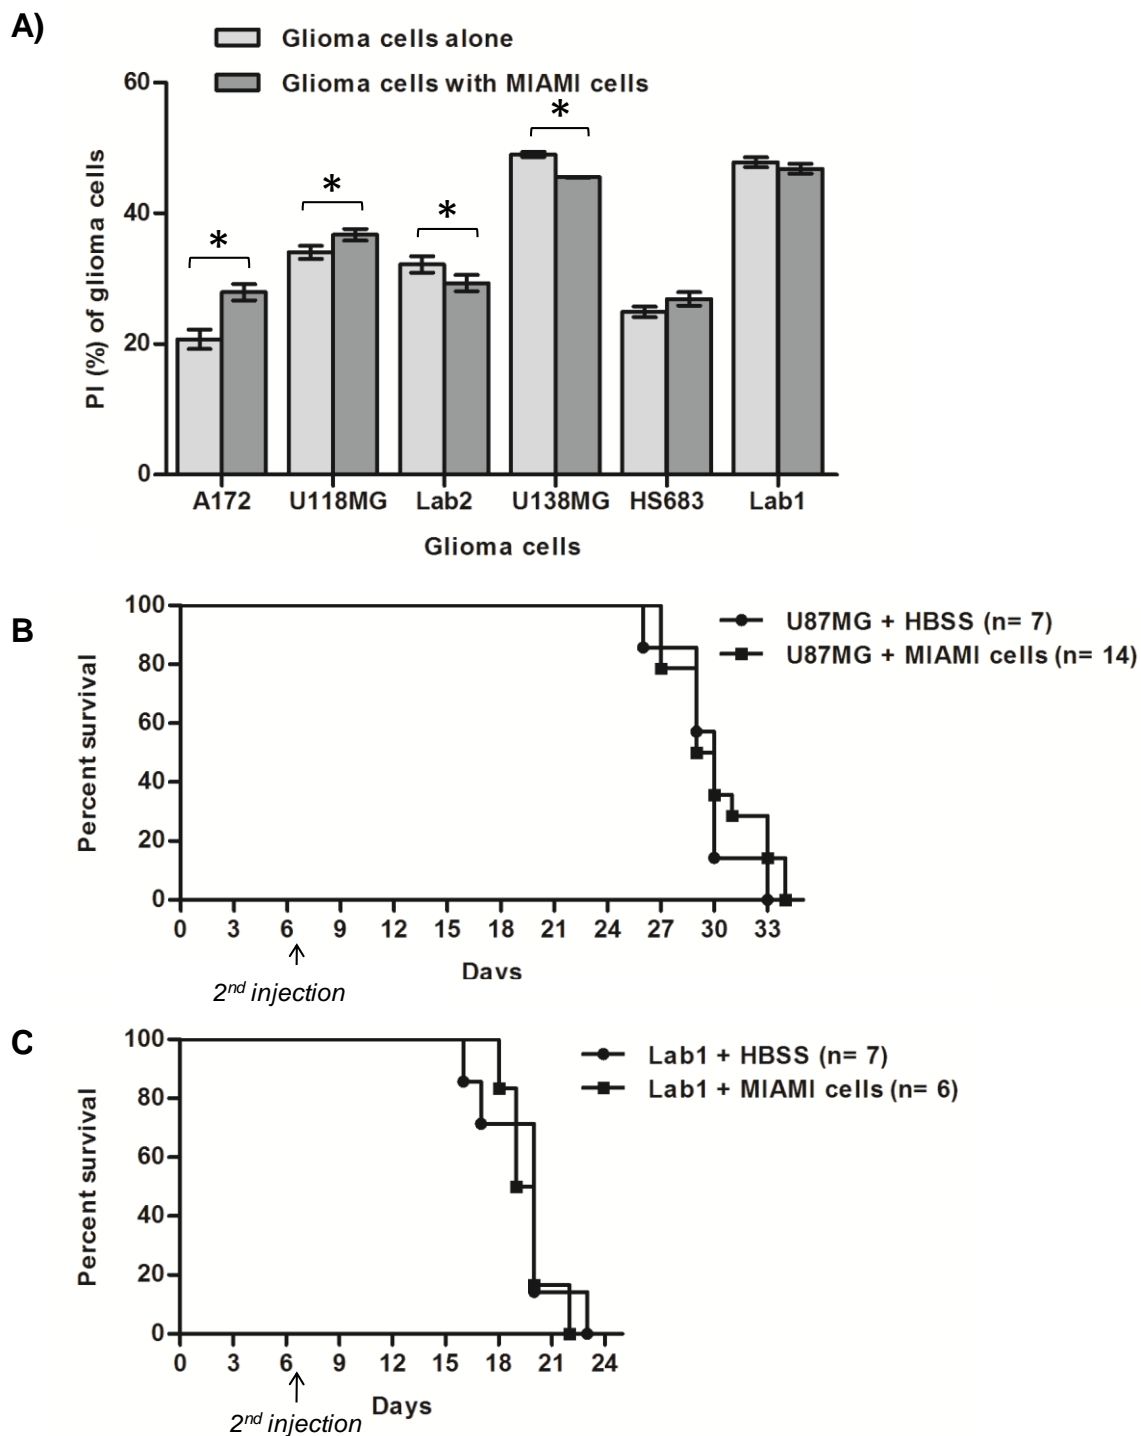 A)
Glioma cells alone
Glioma cells with MIAMI cells
PI (%) of glioma cells
60
40
20
0
*
*
*
*
A172 U118MG Lab2 U138MG HS683 Lab1
Glioma cells
B
U87MG + HBSS (n= 7)
U87MG + MIAMI cells (n= 14)
Percent survival
100
80
60
40
20
0
0 3 6 9 12 15 18 21 24 27 30 33
Days
2nd injection
C
Lab1 + HBSS (n= 7)
Lab1 + MIAMI cells (n= 6)
Percent survival
100
80
60
40
20
0
0 3 6 9 12 15 18 21 24
Days
2nd injection